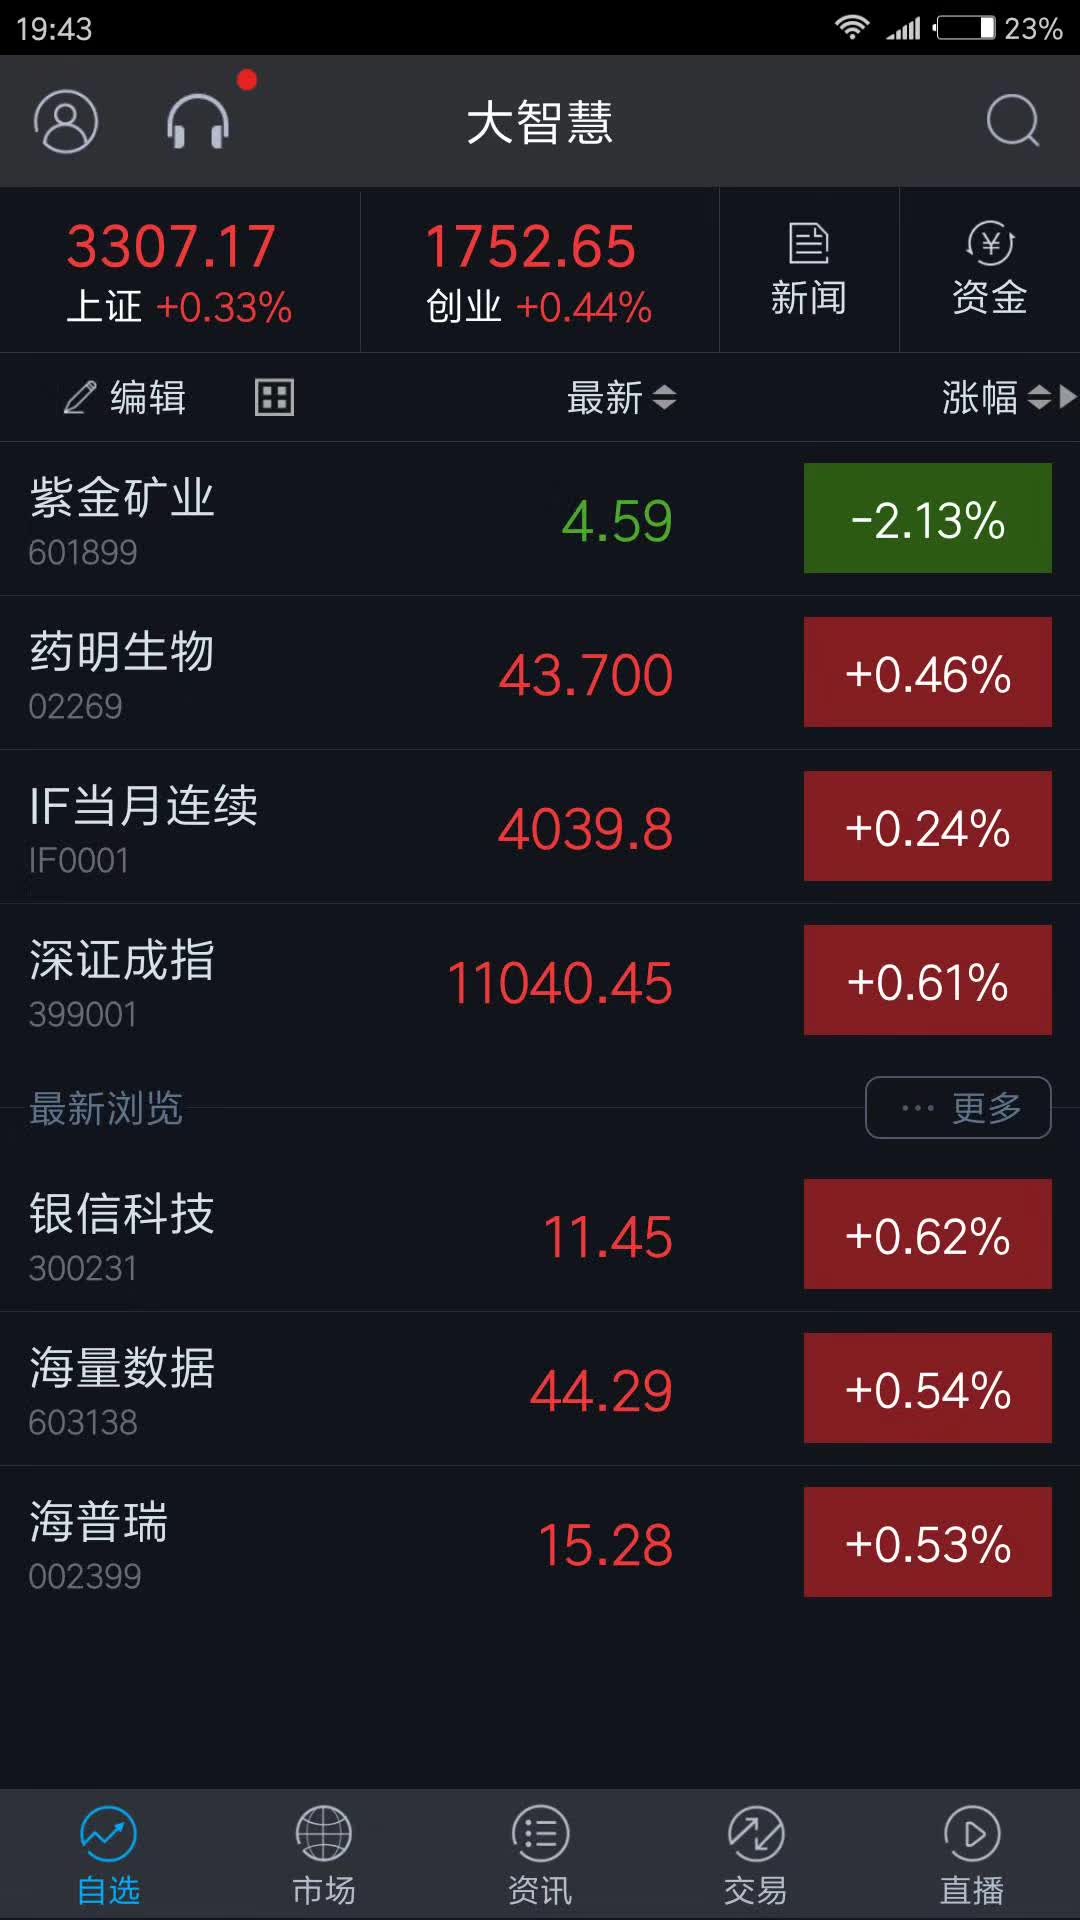 19:43 23%
大智慧
3307.17 1752.65
上证 +0.33% 创业 +0.44% 新闻 资金
编辑 最新 涨幅
紫金矿业 4.59 -2.13%
601899
药明生物 43.700 +0.46%
02269
IF当月连续 4039.8 +0.24%
IF0001
深证成指 11040.45 +0.61%
399001
最新浏览 ··· 更多
银信科技 11.45 +0.62%
300231
海量数据 44.29 +0.54%
603138
海普瑞 15.28 +0.53%
002399
自选 市场 资讯 交易 直播